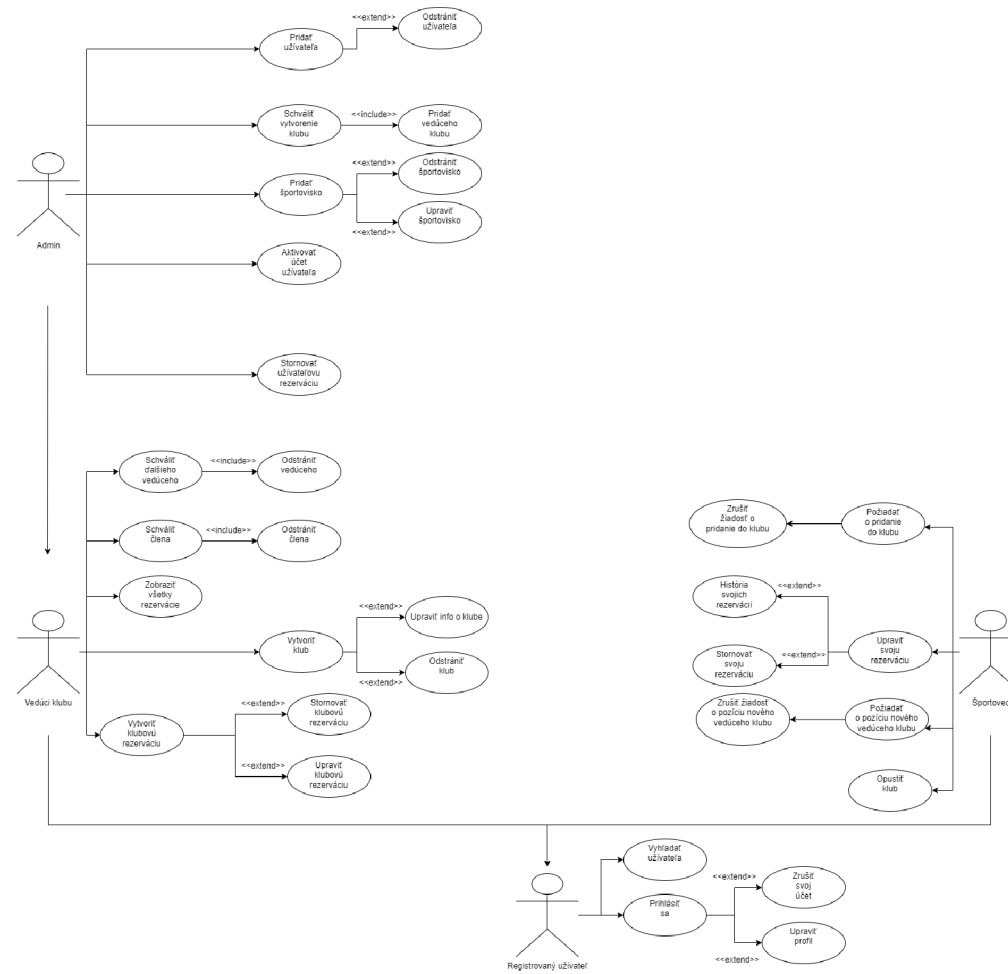 <<extend>>
Odstrániť
užívateľa
Pridať
užívateľa
Schváliť
vytvorenie
klubu
<<include>>
Pridať
vedúceho
klubu
Pridať
športovisko
<<extend>>
Odstrániť
športovisko
Upraviť
športovisko
<<extend>>
Admin
Aktivovať
účet
užívateľa
Stornovať
užívateľovu
rezerváciu
Schváliť
ďalšieho
vedúceho
<<include>>
Odstrániť
vedúceho
Schváliť
člena
<<include>>
Odstrániť
člena
Zobraziť
všetky
rezervácie
Vytvoriť
klub
<<extend>>
Upraviť info o klube
Odstrániť
klub
<<extend>>
Vedúci klubu
Vytvoriť
klubovú
rezerváciu
<<extend>>
Stornovať
klubovú
rezerváciu
<<extend>>
Upraviť
klubovú
rezerváciu
Zrušiť
žiadosť o
pridanie do klubu
Požiadať
o pridanie
do klubu
História
svojich
rezervácií
<<extend>>
Stornovať
svoju
rezerváciu
<<extend>>
Upraviť
svoju
rezerváciu
Zrušiť žiadosť
o pozíciu nového
vedúceho klubu
Požiadať
o pozíciu nového
vedúceho klubu
Športovec
Opustiť
klub
Vyhľadať
užívateľa
Prihlásiť
sa
<<extend>>
Zrušiť
svoj
účet
Upraviť
profil
<<extend>>
Registrovaný užívateľ